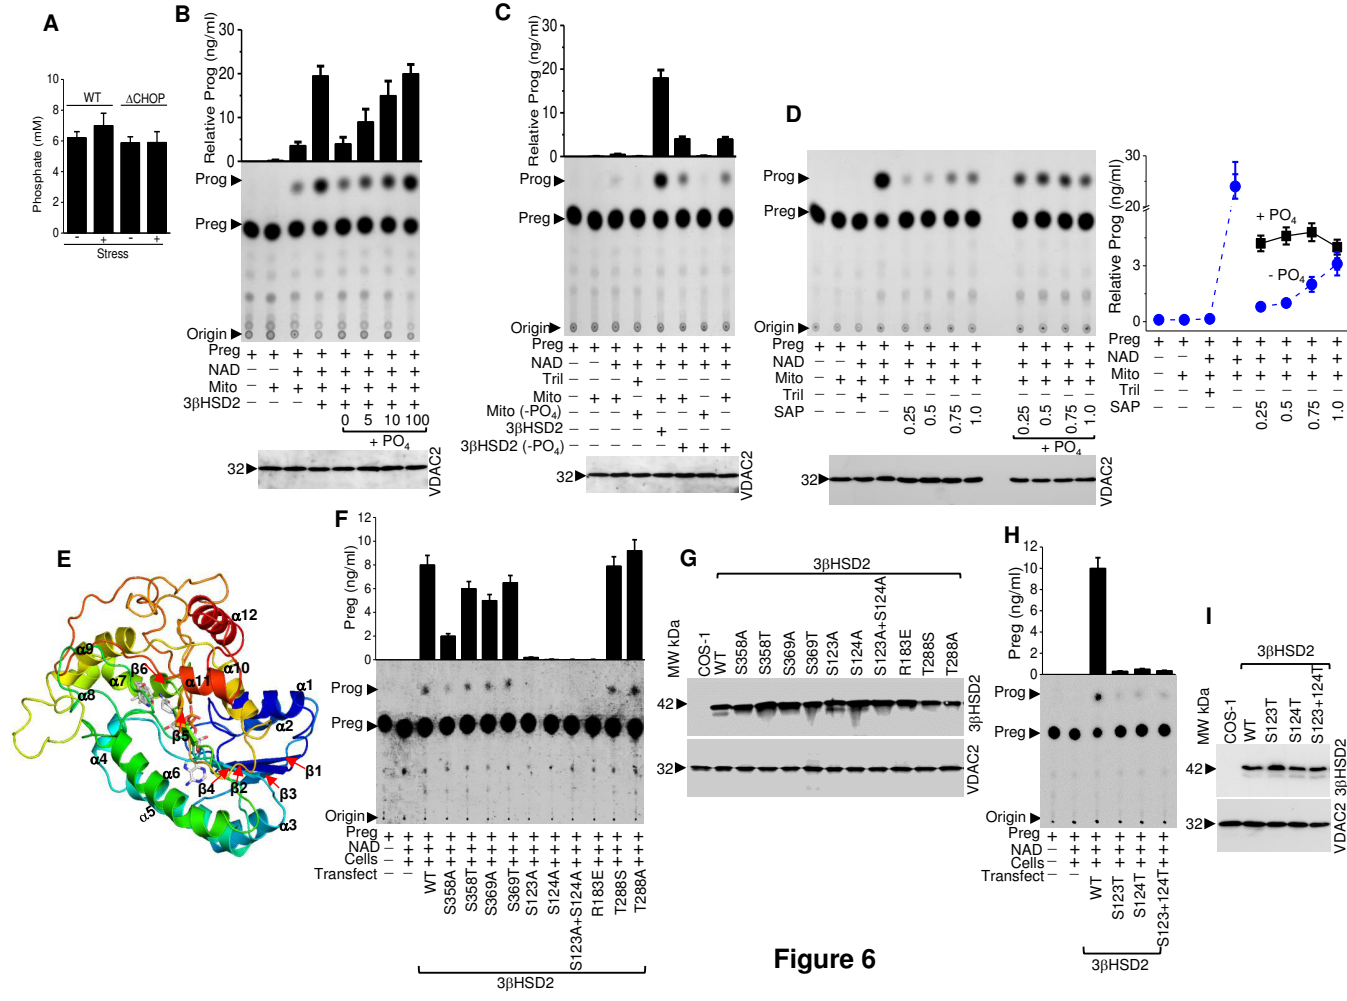 A
Phosphate (mM)
10
8
6
4
2
0
WT
ΔCHOP
- + - +
Stress
B
Relative Prog (ng/ml)
30
20
10
0
Prog
Preg
Origin
Preg + + + + + + + +
NAD – – + + + + + +
Mito – + + + + + + +
3βHSD2 – – – + + + + +
0 5 10 100
+ PO4
32
VDAC2
C
Relative Prog (ng/ml)
30
20
10
0
Prog
Preg
Origin
Preg + + + + + + + +
NAD – – + + + + + +
Tril – – – + – – – –
Mito – + + – + + – +
Mito (-PO4) – – – + – – + –
3βHSD2 – – – – + – – –
3βHSD2 (-PO4) – – – – – + + +
32
VDAC2
D
Prog
Preg
Origin
Preg + + + + + + + + + + + +
NAD – – + + + + + + + + + +
Mito – + + + + + + + + + + +
Tril – – + – – – – – – – – –
SAP – – – – 0.25 0.5 0.75 1.0 0.25 0.5 0.75 1.0
+ PO4
32
VDAC2
Relative Prog (ng/ml)
30
20
3
0
+ PO4
- PO4
Preg + + + + + + + +
NAD – – + + + + + +
Mito – + + + + + + +
Tril – – + – – – – –
SAP – – – – 0.25 0.5 0.75 1.0
E
α12
α9
β6
α10
α7
α11
α1
α8
α2
β5
α4
α6
β1
β4
β2
β3
α5
α3
F
Preg (ng/ml)
12
10
8
6
4
2
0
Prog
Preg
Origin
Preg + + + + + + + + + + + +
NAD – + + + + + + + + + + +
Cells – + + + + + + + + + + +
Transfect – – WT S358A S358T S369A S369T S123A S124A S123A+S124A R183E T288S T288A
3βHSD2
G
3βHSD2
MW kDa COS-1 WT S358A S358T S369A S369T S123A S124A S123A+S124A R183E T288S T288A
42
3βHSD2
32
VDAC2
H
Preg (ng/ml)
12
10
8
6
4
2
0
Prog
Preg
Origin
Preg + + + + + +
NAD – + + + + +
Cells – + + + + +
Transfect – – WT S123T S124T S123+124T
3βHSD2
I
3βHSD2
MW kDa COS-1 WT S123T S124T S123+124T
42
3βHSD2
32
VDAC2
Figure 6